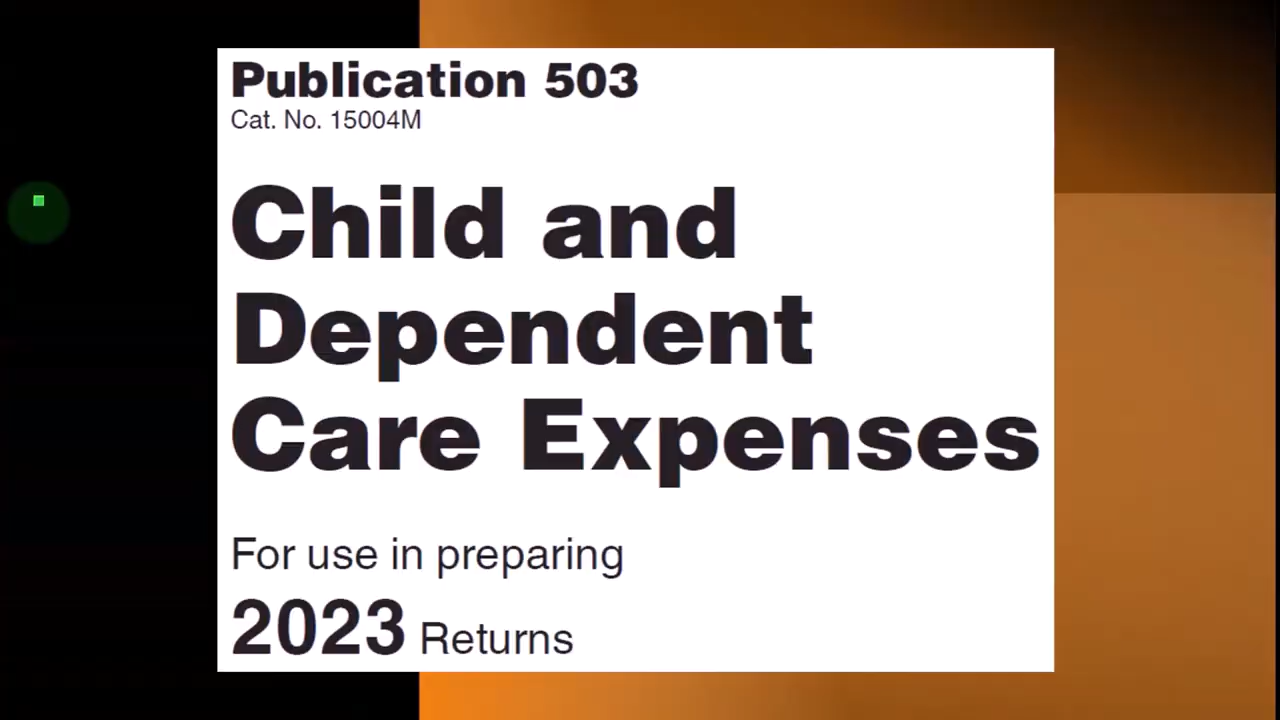 Publication 503
Cat. No. 15004M
Child and
Dependent
Care Expenses
For use in preparing
2023 Returns